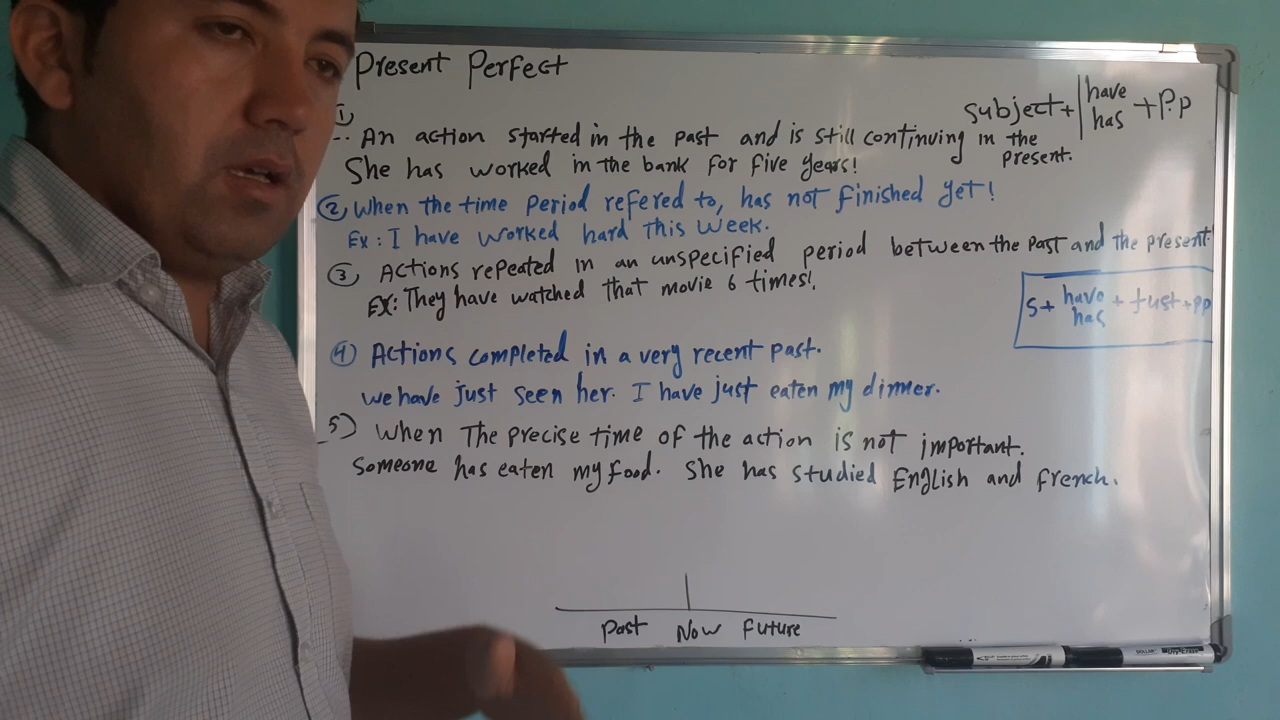 Present Perfect
subject + have has + P.p
1
An action started in the past and is still continuing in the present.
She has worked in the bank for five years!
2 When the time period refered to, has not finished yet!
Ex: I have worked hard this week.
3 Actions repeated in an unspecified period between the past and the present.
Ex: They have watched that movie 6 times!
S + have has + just + pp
4 Actions completed in a very recent past.
we have just seen her. I have just eaten my dinner.
5) when The precise time of the action is not important.
Someone has eaten my food. She has studied English and french.
past Now future
Dry-Erase